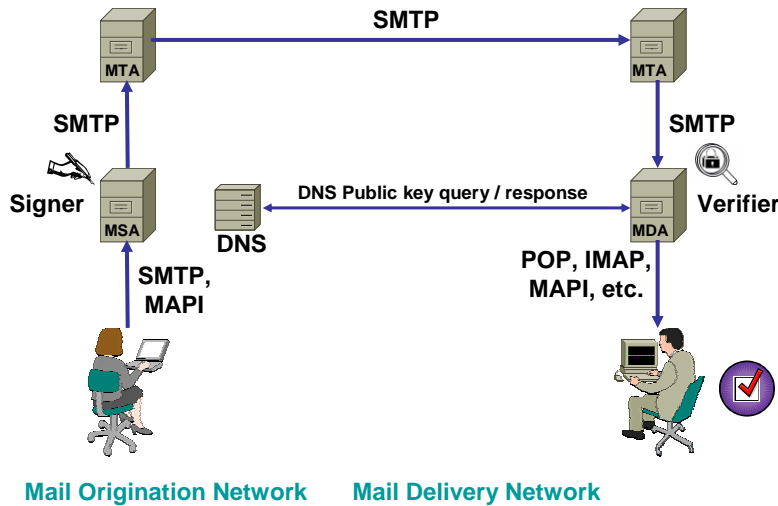 SMTP
MTA
MTA
SMTP
SMTP
Signer
MSA
DNS Public key query / response
DNS
MDA
Verifier
SMTP,
MAPI
POP, IMAP,
MAPI, etc.
Mail Origination Network
Mail Delivery Network